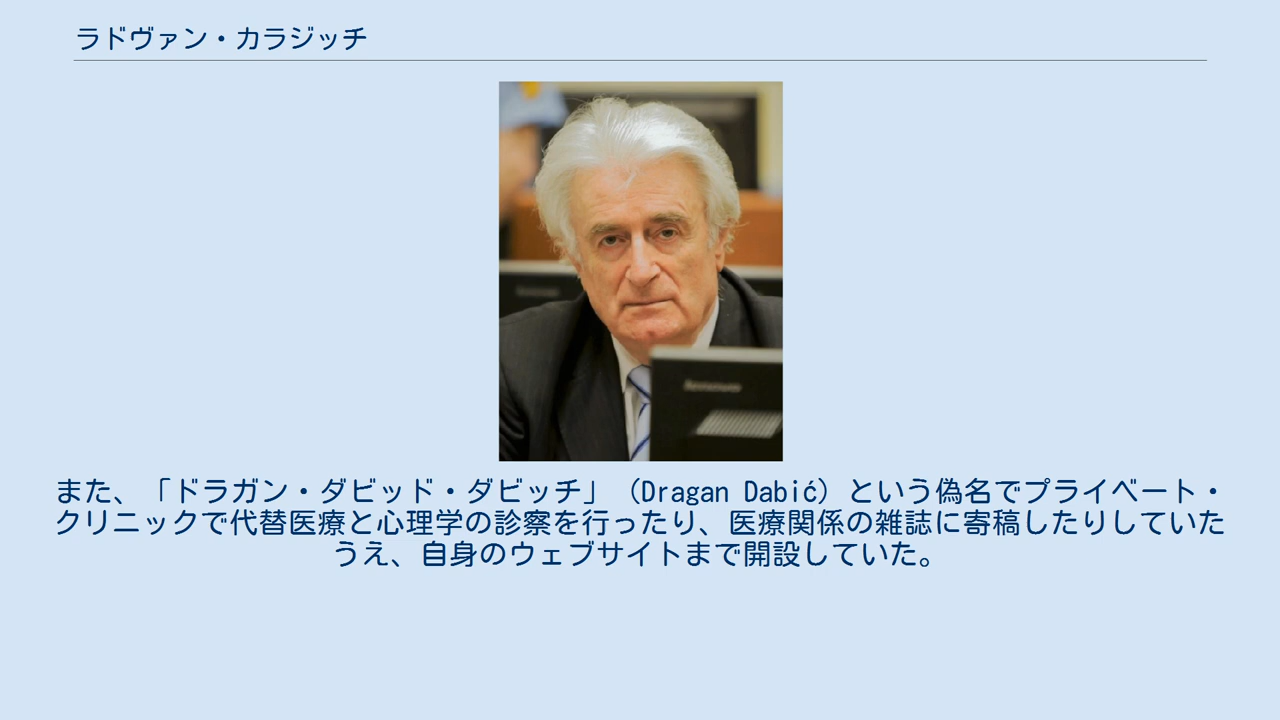 ラドヴァン・カラジッチ
lenovo
また、「ドラガン・ダビッド・ダビッチ」（Dragan Dabić）という偽名でプライベート・
クリニックで代替医療と心理学の診察を行ったり、医療関係の雑誌に寄稿したりしていた
うえ、自身のウェブサイトまで開設していた。